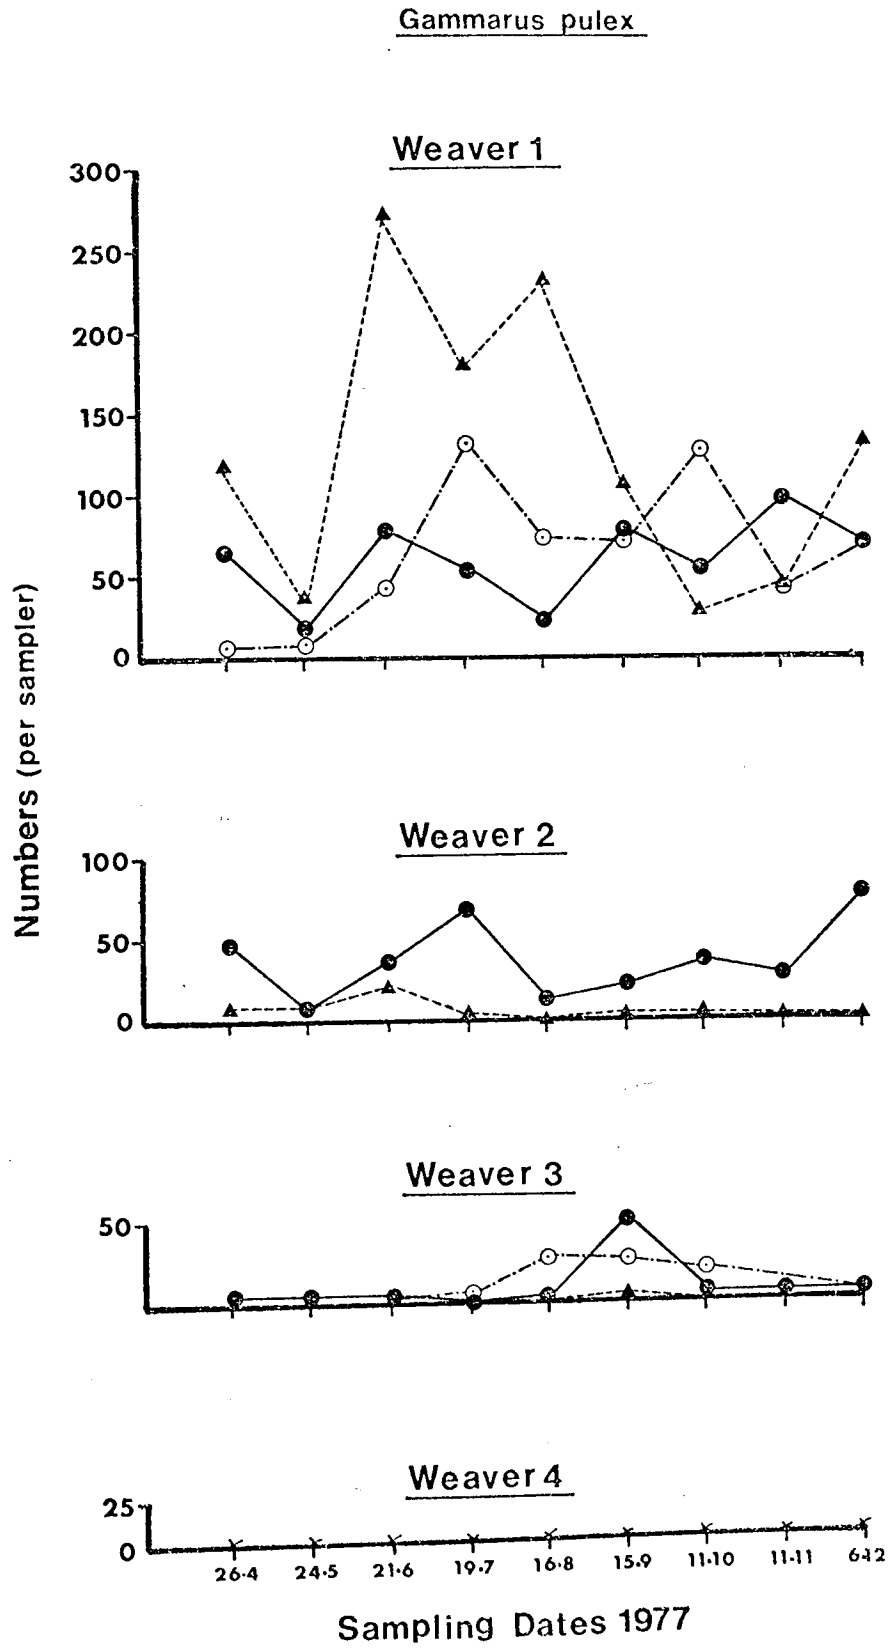 Gammarus pulex
Weaver 1
300
250
200
150
100
50
0
Numbers (per sampler)
Weaver 2
100
50
0
Weaver 3
50
Weaver 4
25
0
26·4 24·5 21·6 19·7 16·8 15·9 11·10 11·11 6·12
Sampling Dates 1977